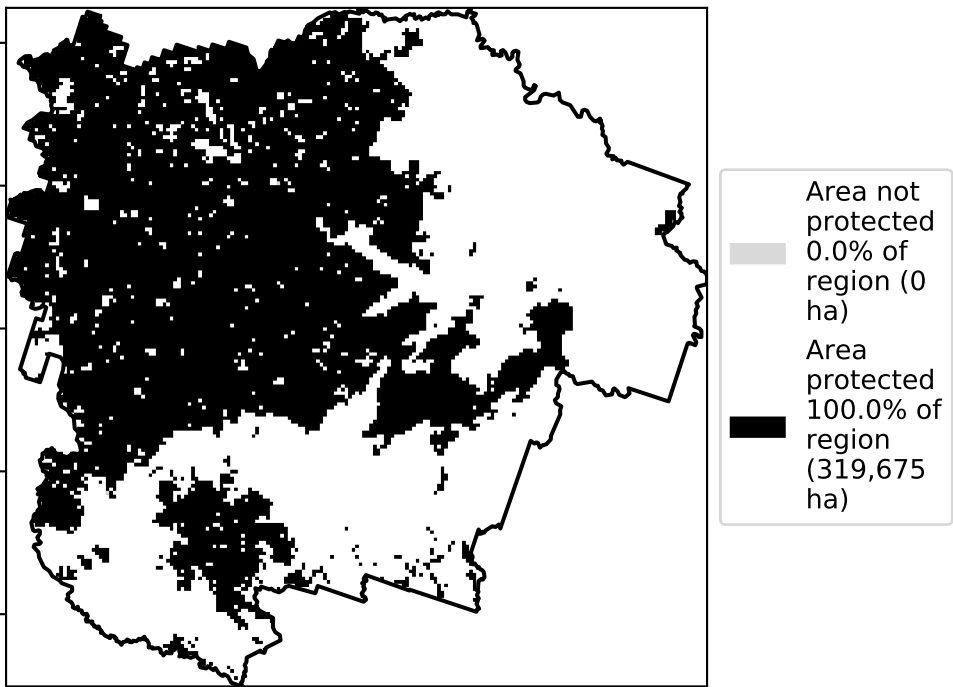 Area not
protected
0.0% of
region (0
ha)
Area
protected
100.0% of
region
(319,675
ha)